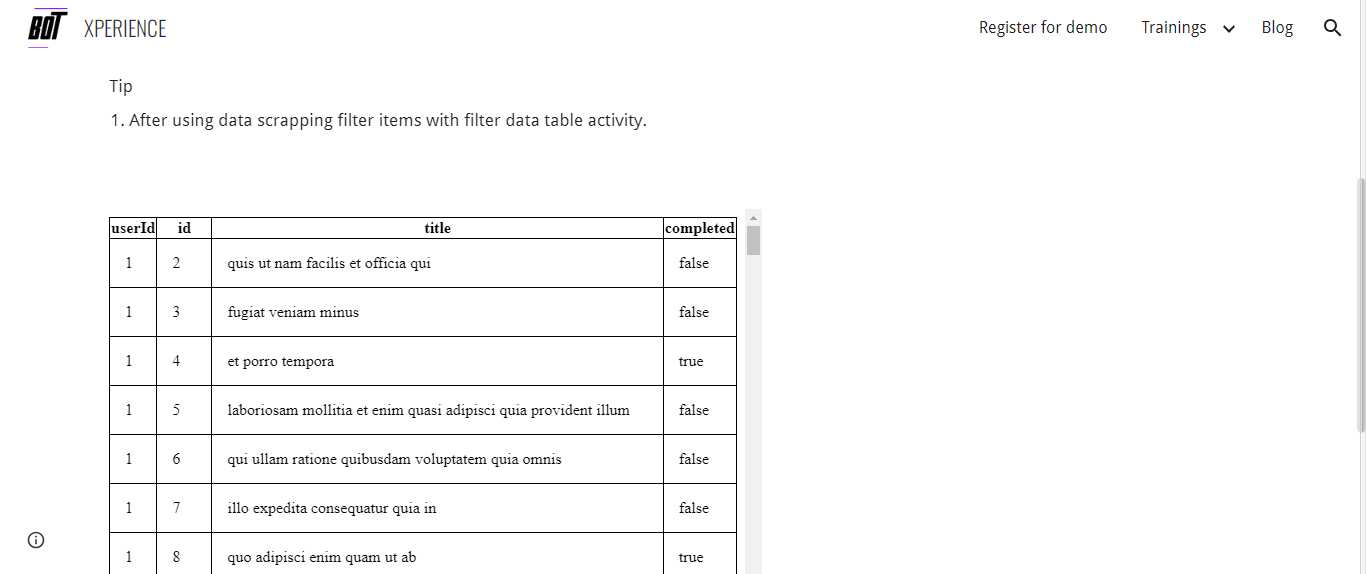 BOT XPERIENCE Register for demo Trainings Blog
Tip
1. After using data scrapping filter items with filter data table activity.
userId id title completed
1 2 quis ut nam facilis et officia qui false
1 3 fugiat veniam minus false
1 4 et porro tempora true
1 5 laboriosam mollitia et enim quasi adipisci quia provident illum false
1 6 qui ullam ratione quibusdam voluptatem quia omnis false
1 7 illo expedita consequatur quia in false
1 8 quo adipisci enim quam ut ab true